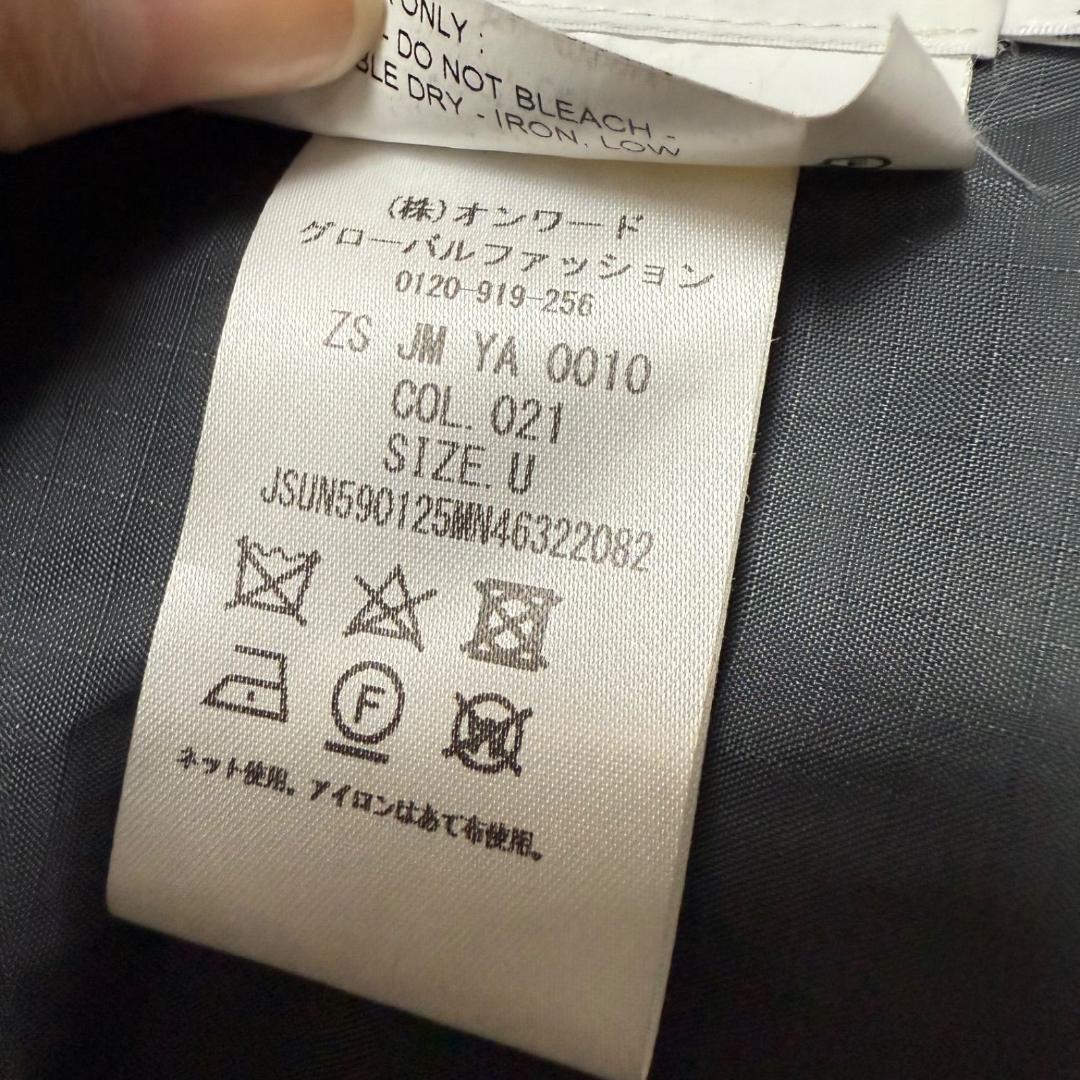 ONLY :
- DO NOT BLEACH -
BLE DRY - IRON, LOW
(株)オンワード
グローバルファッション
0120-919-256
ZS JM YA 0010
COL. 021
SIZE. U
JSUN590125MN46322082
F
W
ネット使用。アイロンはあて布使用。